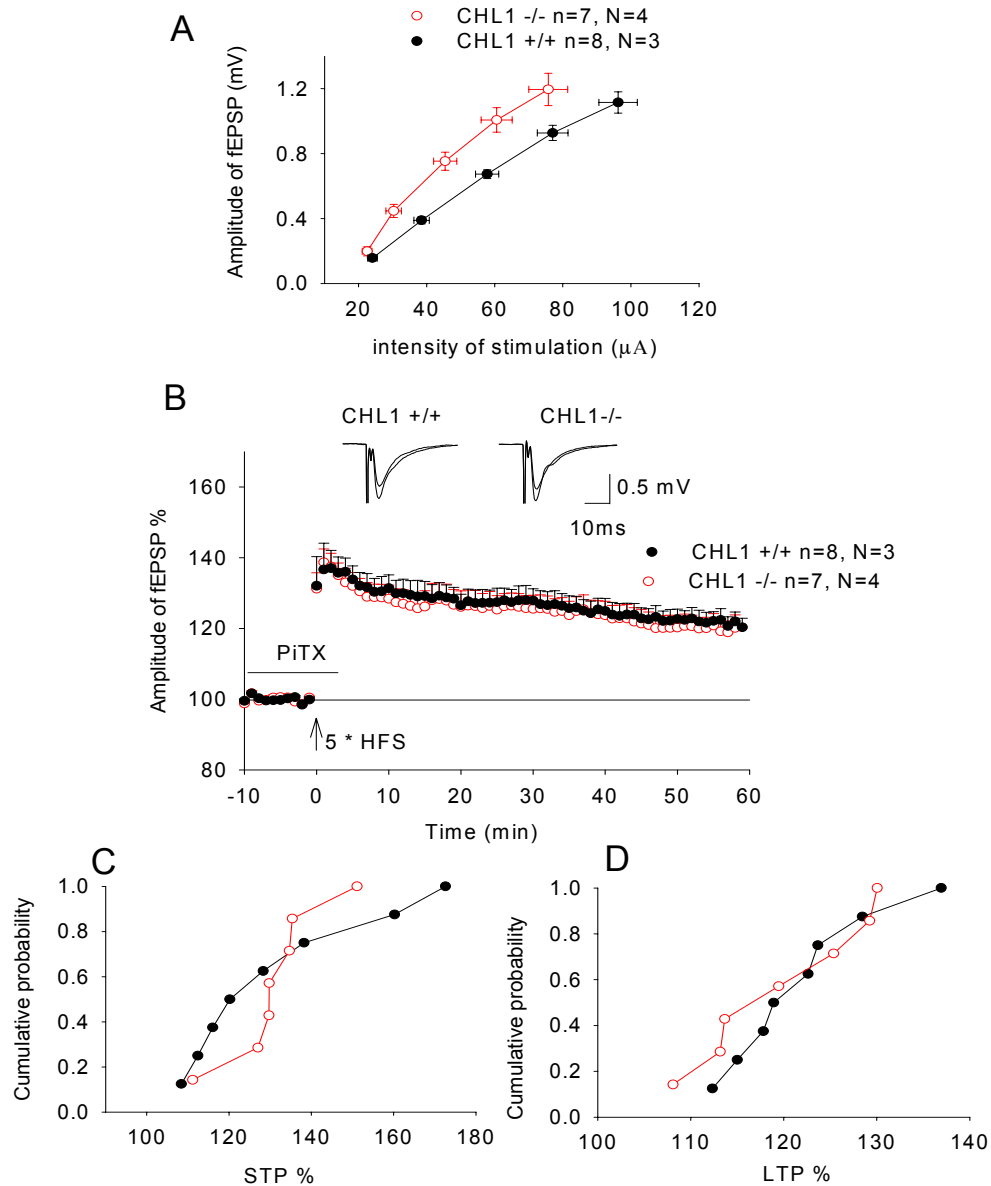 A
CHL1 -/- n=7, N=4
CHL1 +/+ n=8, N=3
Amplitude of fEPSP (mV)
1.2
0.8
0.4
0.0
20 40 60 80 100 120
intensity of stimulation (μA)
B
CHL1 +/+ CHL1-/-
0.5 mV
10ms
CHL1 +/+ n=8, N=3
CHL1 -/- n=7, N=4
Amplitude of fEPSP %
160
140
120
100
80
PiTX
5 * HFS
-10 0 10 20 30 40 50 60
Time (min)
C
Cumulative probability
1.0
0.8
0.6
0.4
0.2
0.0
100 120 140 160 180
STP %
D
Cumulative probability
1.0
0.8
0.6
0.4
0.2
0.0
100 110 120 130 140
LTP %